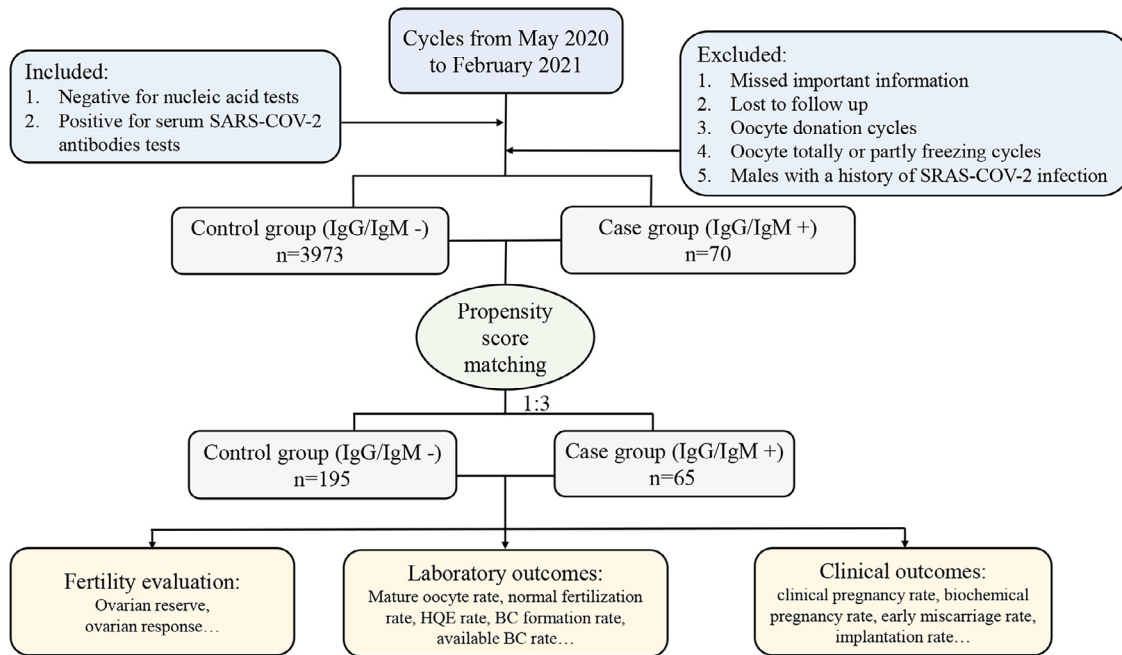 Cycles from May 2020
to February 2021
Included:
1. Negative for nucleic acid tests
2. Positive for serum SARS-COV-2
antibodies tests
Excluded:
1. Missed important information
2. Lost to follow up
3. Oocyte donation cycles
4. Oocyte totally or partly freezing cycles
5. Males with a history of SRAS-COV-2 infection
Control group (IgG/IgM -)
n=3973
Case group (IgG/IgM +)
n=70
Propensity
score
matching
1:3
Control group (IgG/IgM -)
n=195
Case group (IgG/IgM +)
n=65
Fertility evaluation:
Ovarian reserve,
ovarian response…
Laboratory outcomes:
Mature oocyte rate, normal fertilization
rate, HQE rate, BC formation rate,
available BC rate…
Clinical outcomes:
clinical pregnancy rate, biochemical
pregnancy rate, early miscarriage rate,
implantation rate…